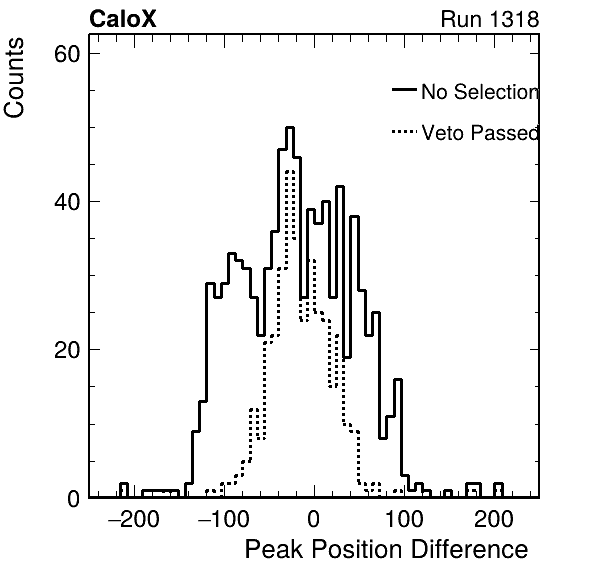 CaloX
Run 1318
Counts
60
40
20
0
No Selection
Veto Passed
−200
−100
0
100
200
Peak Position Difference